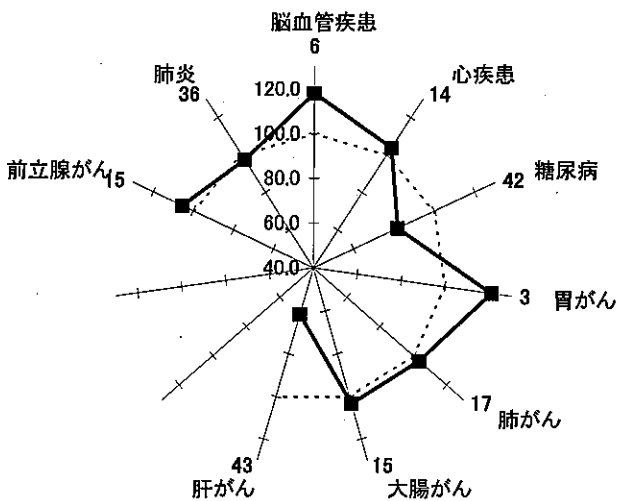 脳血管疾患
6
心疾患
14
糖尿病
42
胃がん
3
肺がん
17
大腸がん
15
肝がん
43
前立腺がん
15
肺炎
36
120.0
100.0
80.0
60.0
40.0